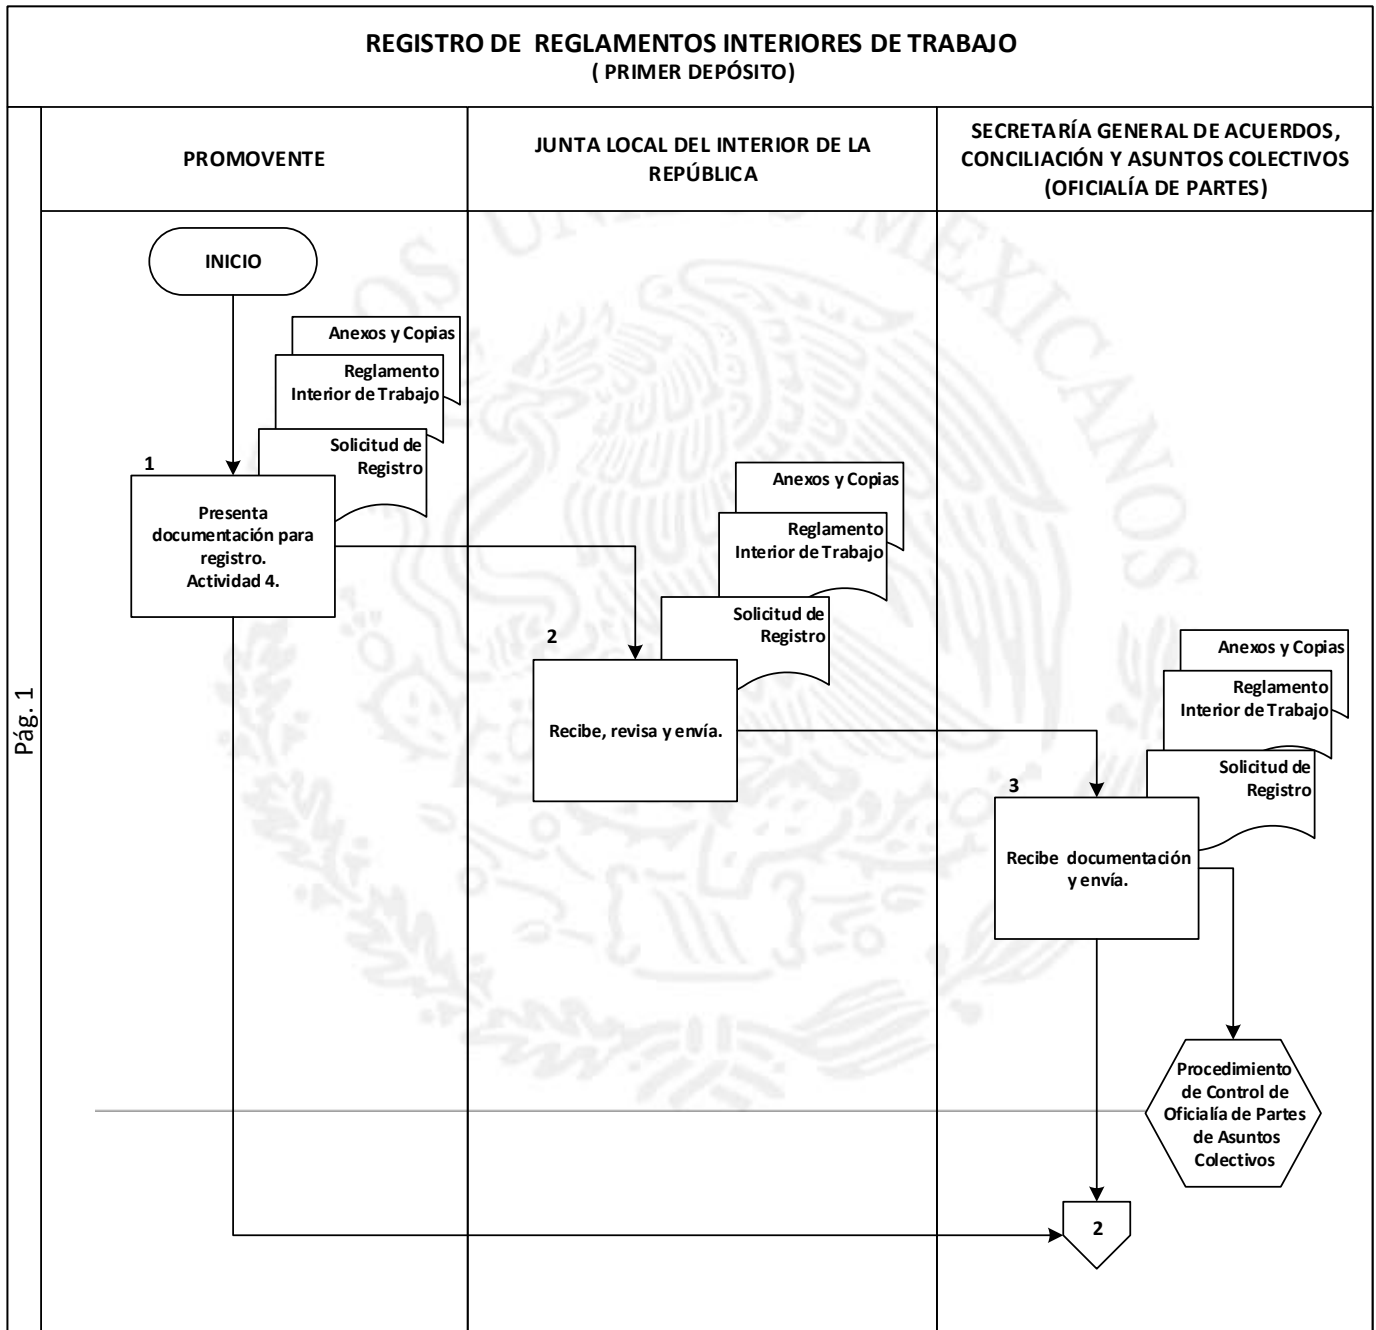 REGISTRO DE REGLAMENTOS INTERIORES DE TRABAJO
( PRIMER DEPÓSITO)
PROMOVENTE
JUNTA LOCAL DEL INTERIOR DE LA
REPÚBLICA
SECRETARÍA GENERAL DE ACUERDOS,
CONCILIACIÓN Y ASUNTOS COLECTIVOS
(OFICIALÍA DE PARTES)
Pág. 1
UNIDOS MEXICANOS
INICIO
Anexos y Copias
Reglamento
Interior de Trabajo
Solicitud de
Registro
1
Presenta
documentación para
registro.
Actividad 4.
Anexos y Copias
Reglamento
Interior de Trabajo
Solicitud de
Registro
2
Recibe, revisa y envía.
Anexos y Copias
Reglamento
Interior de Trabajo
Solicitud de
Registro
3
Recibe documentación
y envía.
Procedimiento
de Control de
Oficialía de Partes
de Asuntos
Colectivos
2